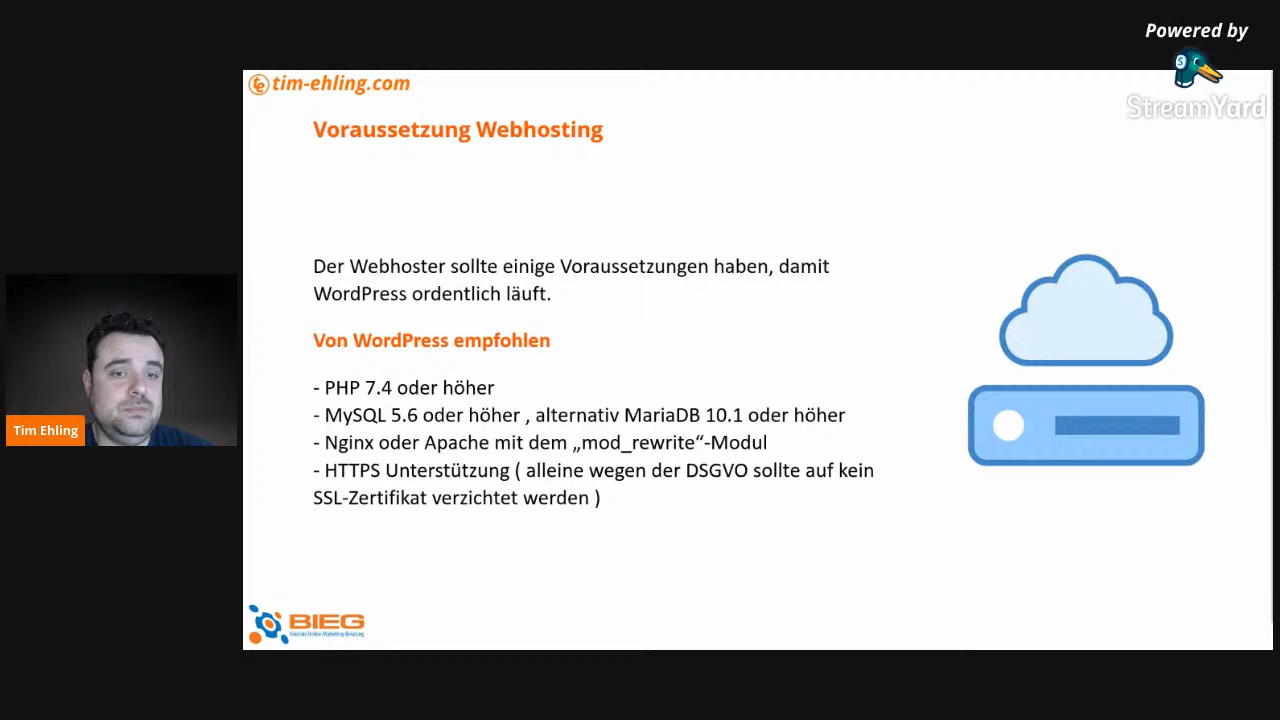 Powered by
StreamYard
tim-ehling.com
Voraussetzung Webhosting
Der Webhoster sollte einige Voraussetzungen haben, damit
WordPress ordentlich läuft.
Von WordPress empfohlen
- PHP 7.4 oder höher
- MySQL 5.6 oder höher , alternativ MariaDB 10.1 oder höher
- Nginx oder Apache mit dem „mod_rewrite“-Modul
- HTTPS Unterstützung ( alleine wegen der DSGVO sollte auf kein
SSL-Zertifikat verzichtet werden )
Tim Ehling
BIEG